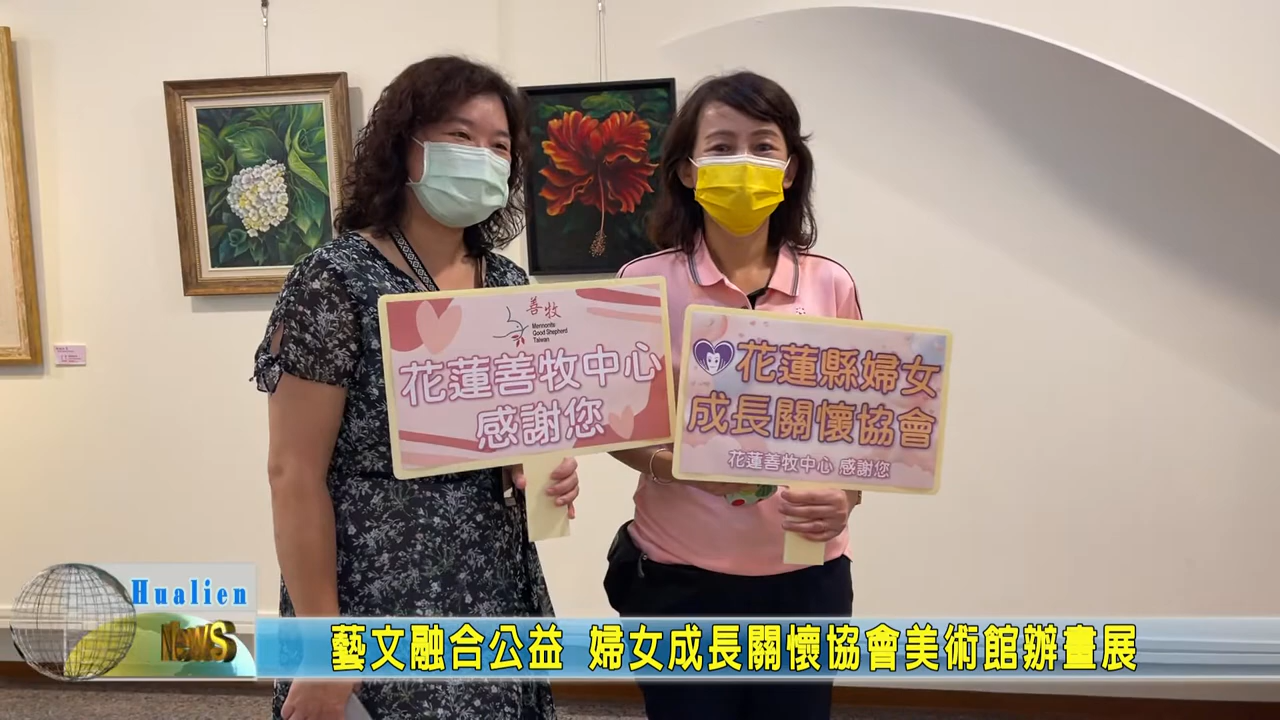 善牧
Mennonite
Good Shepherd
Taiwan
花蓮善牧中心
感謝您
花蓮縣婦女
成長關懷協會
花蓮善牧中心 感謝您
Hualien
NEWS
藝文融合公益 婦女成長關懷協會美術館辦畫展